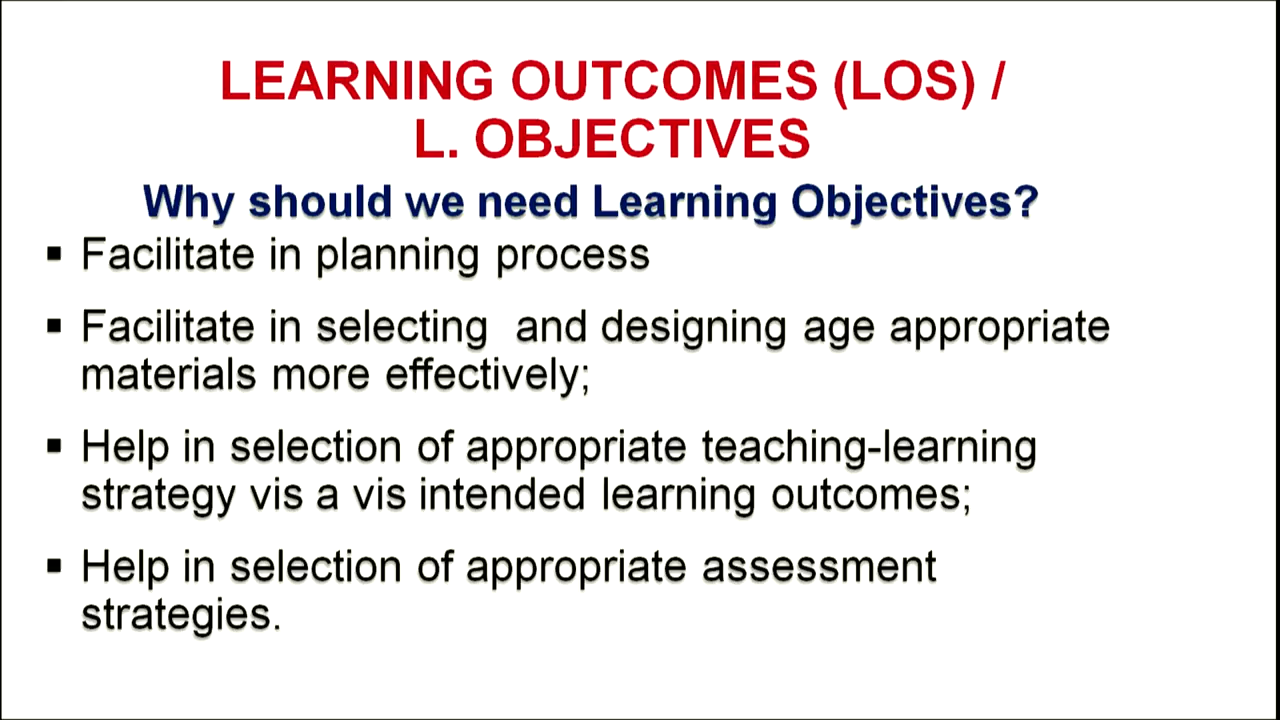 LEARNING OUTCOMES (LOS) /
L. OBJECTIVES
Why should we need Learning Objectives?
▪ Facilitate in planning process
▪ Facilitate in selecting  and designing age appropriate
materials more effectively;
▪ Help in selection of appropriate teaching-learning
strategy vis a vis intended learning outcomes;
▪ Help in selection of appropriate assessment
strategies.